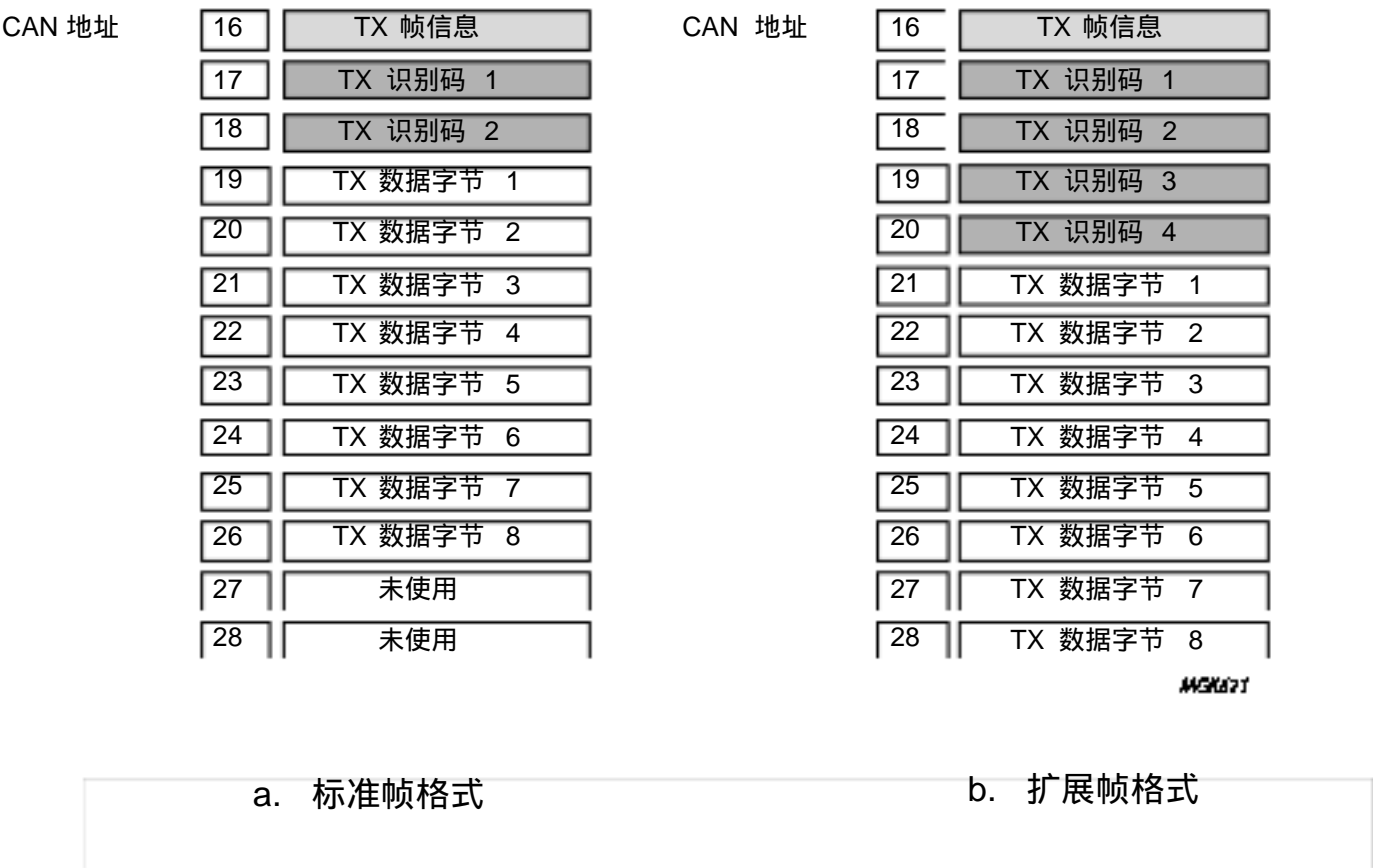 CAN 地址 16 TX 帧信息 CAN 地址 16 TX 帧信息
17 TX 识别码 1 17 TX 识别码 1
18 TX 识别码 2 18 TX 识别码 2
19 TX 数据字节 1 19 TX 识别码 3
20 TX 数据字节 2 20 TX 识别码 4
21 TX 数据字节 3 21 TX 数据字节 1
22 TX 数据字节 4 22 TX 数据字节 2
23 TX 数据字节 5 23 TX 数据字节 3
24 TX 数据字节 6 24 TX 数据字节 4
25 TX 数据字节 7 25 TX 数据字节 5
26 TX 数据字节 8 26 TX 数据字节 6
27 未使用 27 TX 数据字节 7
28 未使用 28 TX 数据字节 8
a. 标准帧格式 b. 扩展帧格式